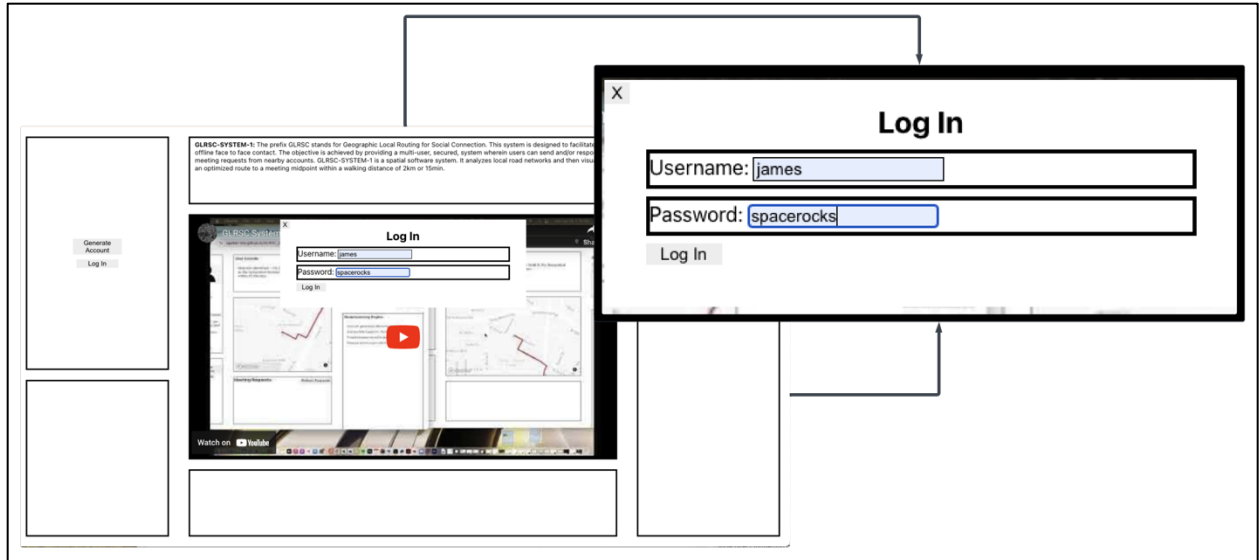 GLRSC-SYSTEM-1: The prefix GLRSC stands for Geographic Local Routing for Social Connection. This system is designed to facilitate
offline face to face contact. The objective is achieved by providing a multi-user, secured, system wherein users can send and/or respo
meeting requests from nearby accounts. GLRSC-SYSTEM-1 is a spatial software system. It analyzes local road networks and then visu
an optimized route to a meeting midpoint within a walking distance of 2km or 15min.
Generate
Account
Log In
GLRSC-System
Sha
X
Log In
Username: james
Password: spacerocks
Log In
Meeting Requests
Watch on YouTube
X
Log In
Username: james
Password: spacerocks
Log In